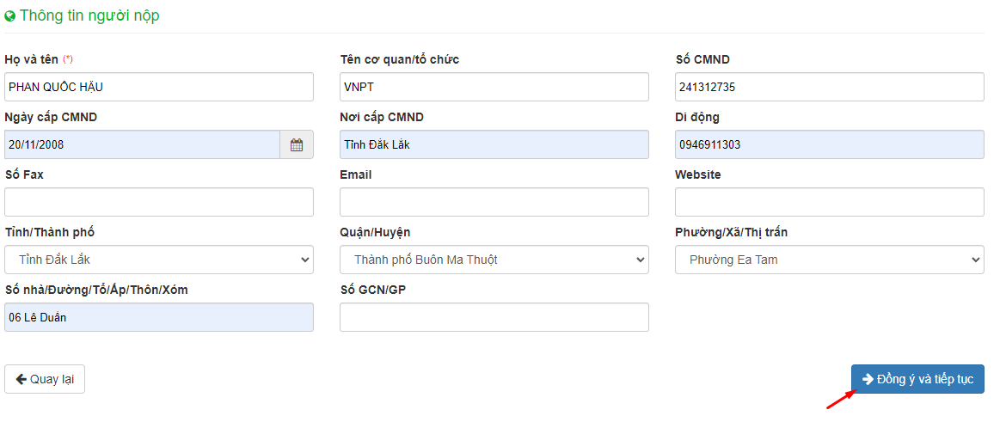 Thông tin người nộp
Họ và tên (*) Tên cơ quan/tổ chức Số CMND
PHAN QUỐC HẬU VNPT 241312735
Ngày cấp CMND Nơi cấp CMND Di động
20/11/2008 Tỉnh Đắk Lắk 0946911303
Số Fax Email Website
Tỉnh/Thành phố Quận/Huyện Phường/Xã/Thị trấn
Tỉnh Đắk Lắk Thành phố Buôn Ma Thuột Phường Ea Tam
Số nhà/Đường/Tổ/Ấp/Thôn/Xóm Số GCN/GP
06 Lê Duẩn
Quay lại Đồng ý và tiếp tục